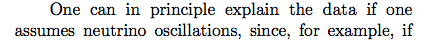 One can in principle explain the data if one
assumes neutrino oscillations, since, for example, if